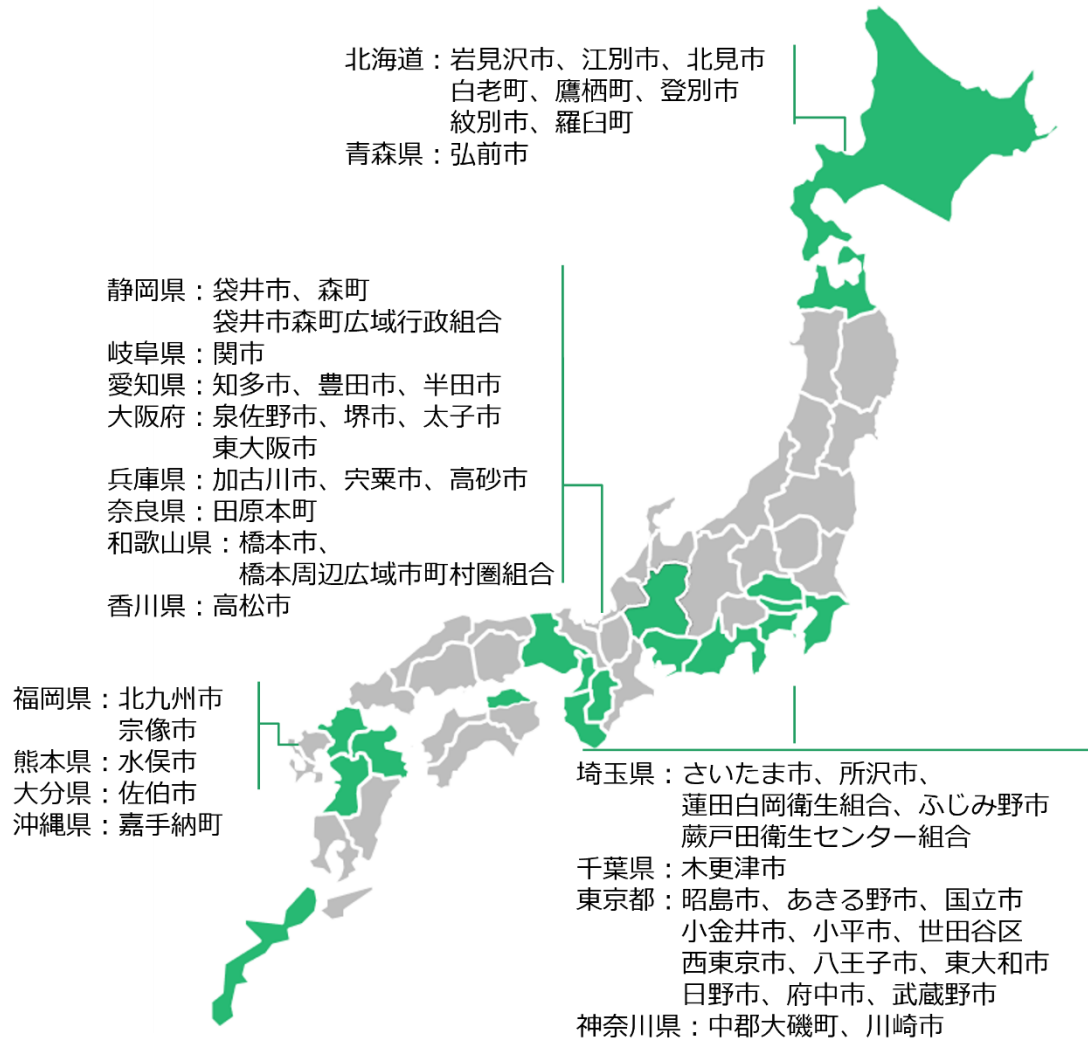 北海道：岩見沢市、江別市、北見市
白老町、鷹栖町、登別市
紋別市、羅臼町
青森県：弘前市
静岡県：袋井市、森町
袋井市森町広域行政組合
岐阜県：関市
愛知県：知多市、豊田市、半田市
大阪府：泉佐野市、堺市、太子市
東大阪市
兵庫県：加古川市、宍粟市、高砂市
奈良県：田原本町
和歌山県：橋本市、
橋本周辺広域市町村圏組合
香川県：高松市
福岡県：北九州市
宗像市
熊本県：水俣市
大分県：佐伯市
沖縄県：嘉手納町
埼玉県：さいたま市、所沢市、
蓮田白岡衛生組合、ふじみ野市
蕨戸田衛生センター組合
千葉県：木更津市
東京都：昭島市、あきる野市、国立市
小金井市、小平市、世田谷区
西東京市、八王子市、東大和市
日野市、府中市、武蔵野市
神奈川県：中郡大磯町、川崎市